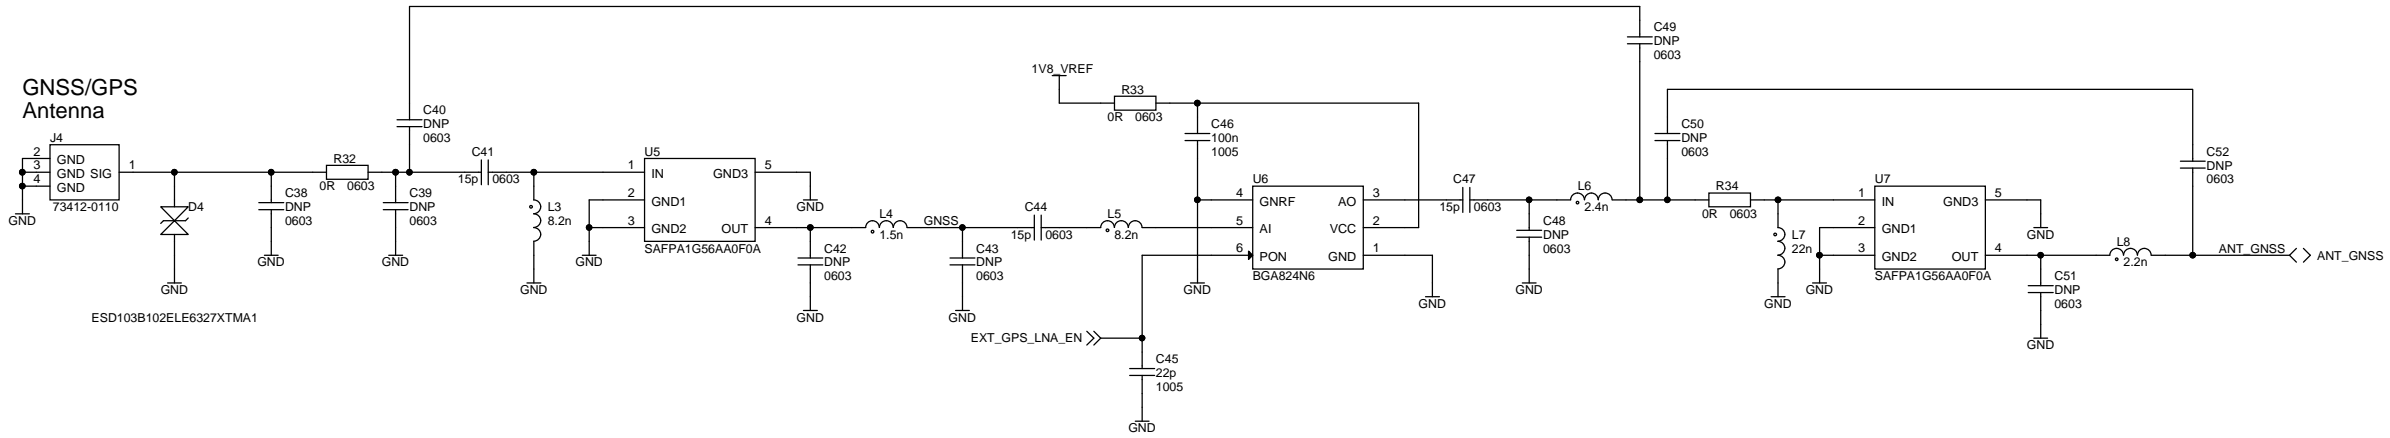 GNSS/GPS
Antenna
J4
2 GND
3 GND SIG 1
4 GND
73412-0110
GND
D4
GND
ESD103B102ELE6327XTMA1
C38
DNP
0603
GND
R32
0R 0603
C39
DNP
0603
GND
C40
DNP
0603
C41
15p 0603
L3
8.2n
GND
U5
1 IN GND3 5
2 GND1
3 GND2 OUT 4
SAFPA1G56AA0F0A
GND
GND
C42
DNP
0603
GND
L4
1.5n
GNSS
C43
DNP
0603
GND
C44
15p 0603
L5
8.2n
1V8_VREF
R33
0R 0603
C46
100n
1005
GND
U6
4 GNRF AO 3
5 AI VCC 2
6 PON GND 1
BGA824N6
GND
EXT_GPS_LNA_EN
C45
22p
1005
GND
C47
15p 0603
C48
DNP
0603
GND
L6
2.4n
C49
DNP
0603
C50
DNP
0603
R34
0R 0603
L7
22n
GND
U7
1 IN GND3 5
2 GND1
3 GND2 OUT 4
SAFPA1G56AA0F0A
GND
GND
C51
DNP
0603
GND
L8
2.2n
C52
DNP
0603
ANT_GNSS
ANT_GNSS